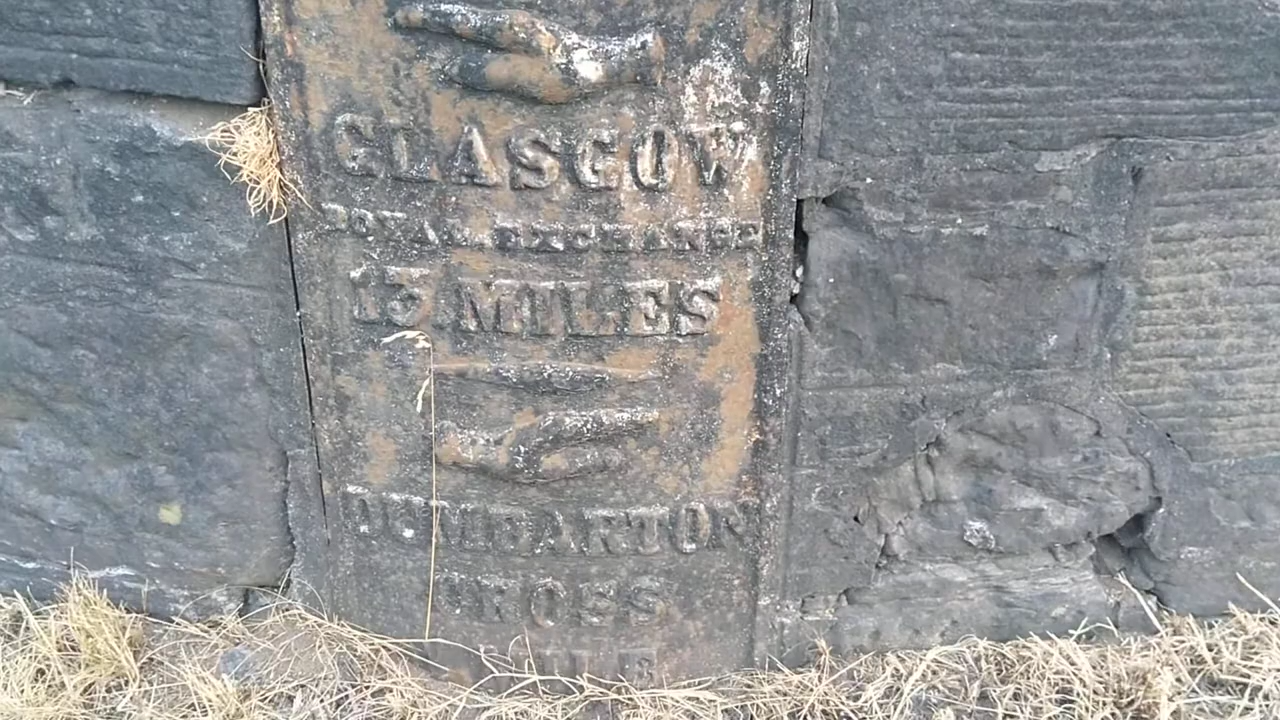 GLASGOW
ROYAL EXCHANGE
13 MILES
DUMBARTON
CROSS